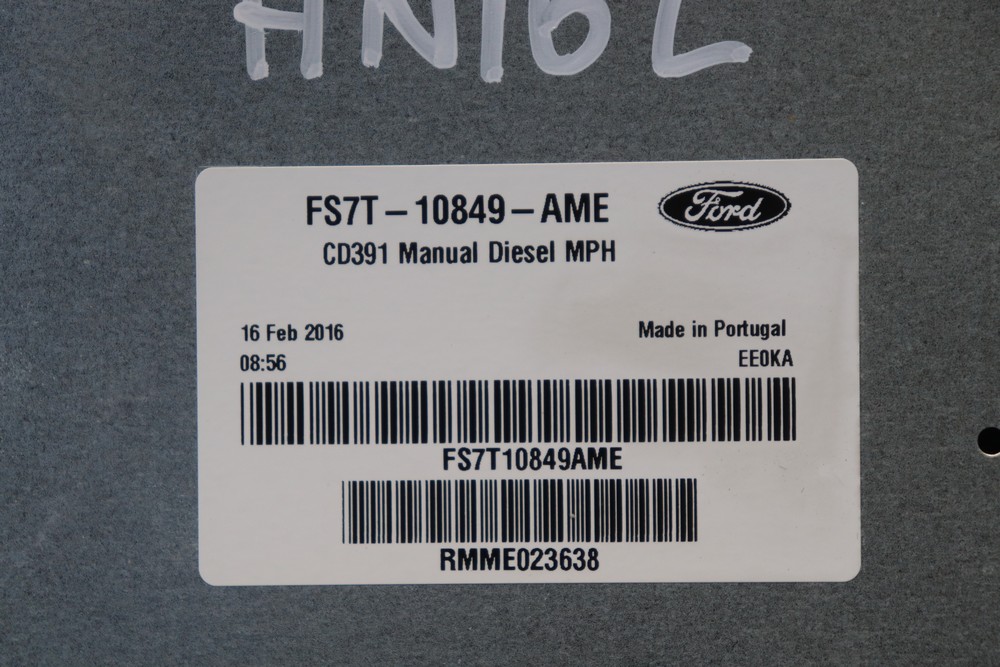 HN16L
FS7T-10849-AME
Ford
CD391 Manual Diesel MPH
16 Feb 2016
Made in Portugal
08:56
EE0KA
FS7T10849AME
RMME023638